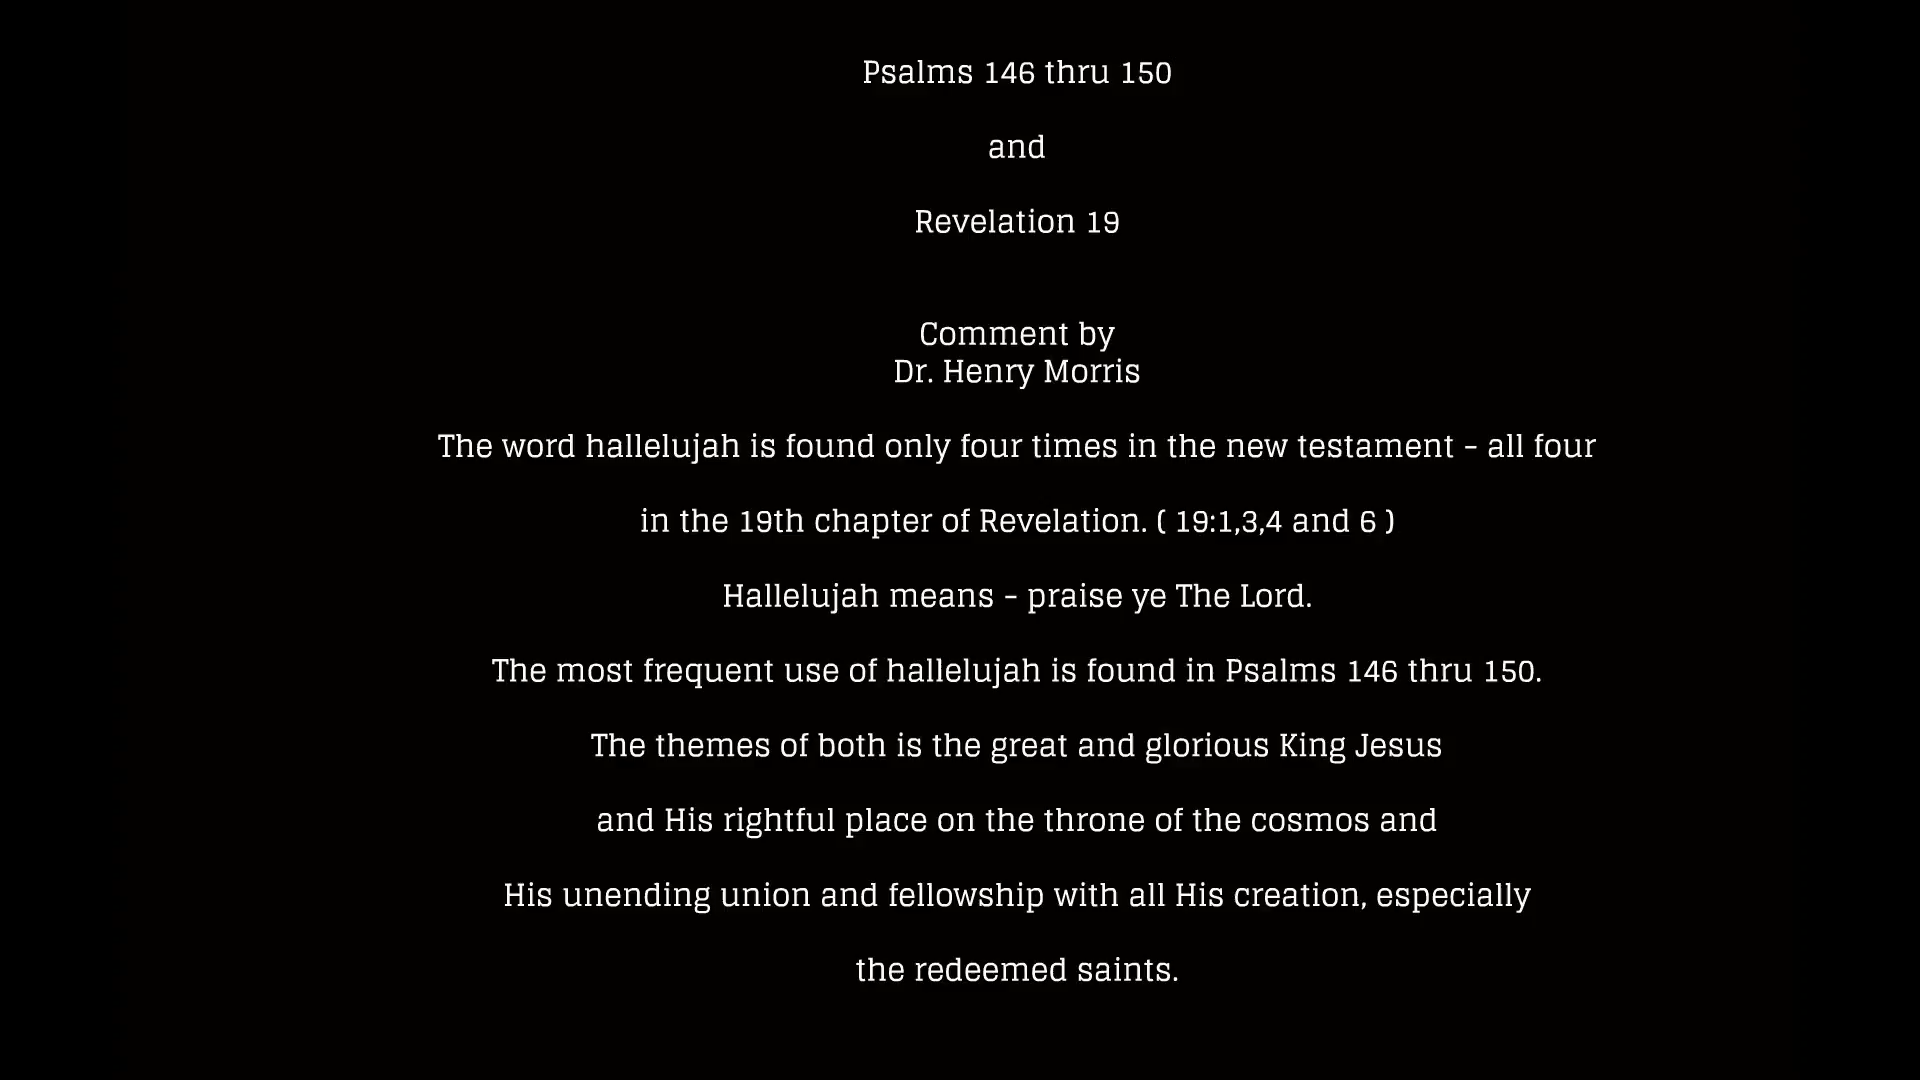 Psalms 146 thru 150
and
Revelation 19
Comment by
Dr. Henry Morris
The word hallelujah is found only four times in the new testament - all four
in the 19th chapter of Revelation. ( 19:1,3,4 and 6 )
Hallelujah means - praise ye The Lord.
The most frequent use of hallelujah is found in Psalms 146 thru 150.
The themes of both is the great and glorious King Jesus
and His rightful place on the throne of the cosmos and
His unending union and fellowship with all His creation, especially
the redeemed saints.